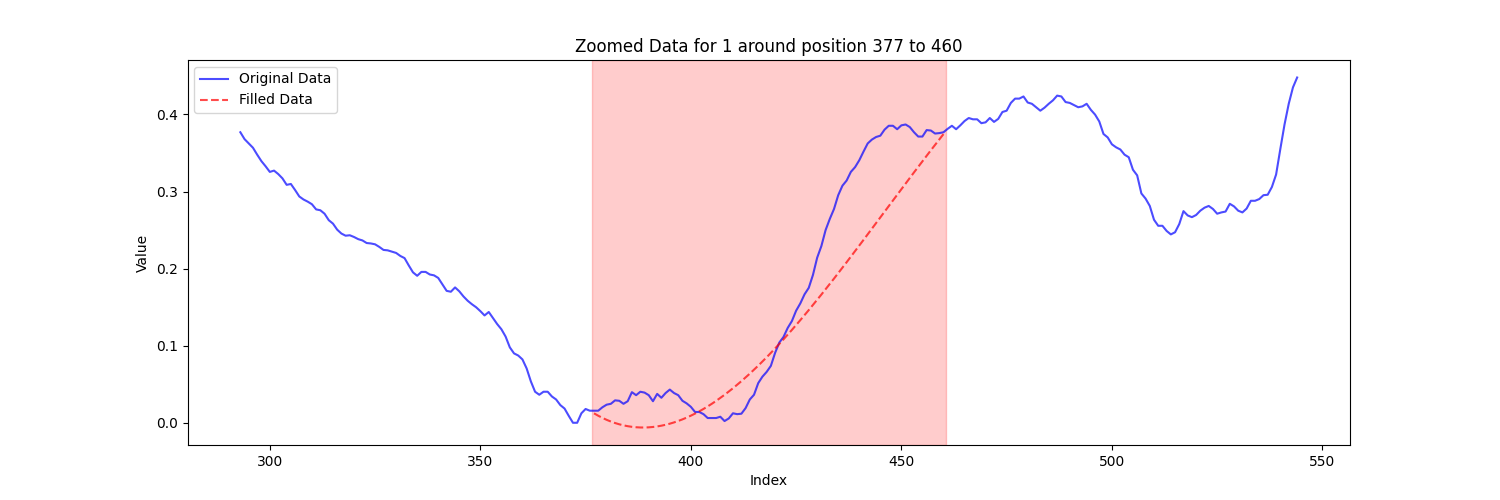 Zoomed Data for 1 around position 377 to 460
Original Data
Filled Data
Value
0.4
0.3
0.2
0.1
0.0
300 350 400 450 500 550
Index